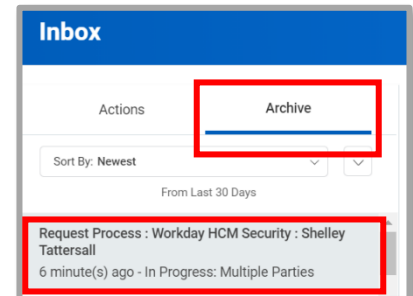 Inbox
Actions
Archive
Sort By: Newest
From Last 30 Days
Request Process : Workday HCM Security : Shelley
Tattersall
6 minute(s) ago - In Progress: Multiple Parties